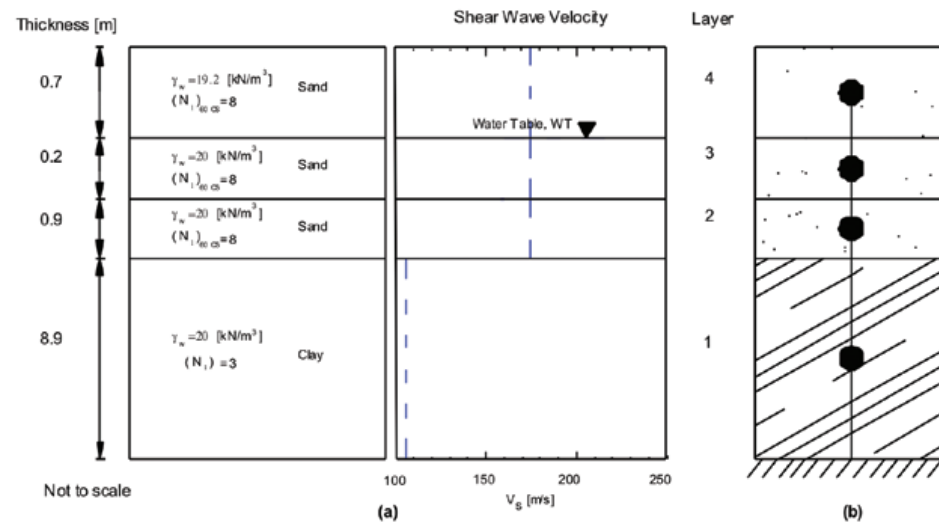 Shear Wave Velocity
Thickness [m]
Layer
0.7
γw=19.2 [kN/m³]
(N1)60 cs=8
Sand
4
Water Table, WT
0.2
γw=20 [kN/m³]
(N1)60 cs=8
Sand
3
0.9
γw=20 [kN/m³]
(N1)60 cs=8
Sand
2
8.9
γw=20 [kN/m³]
(N1) =3
Clay
1
Not to scale
100 150 200 250
VS [m/s]
(a)
(b)